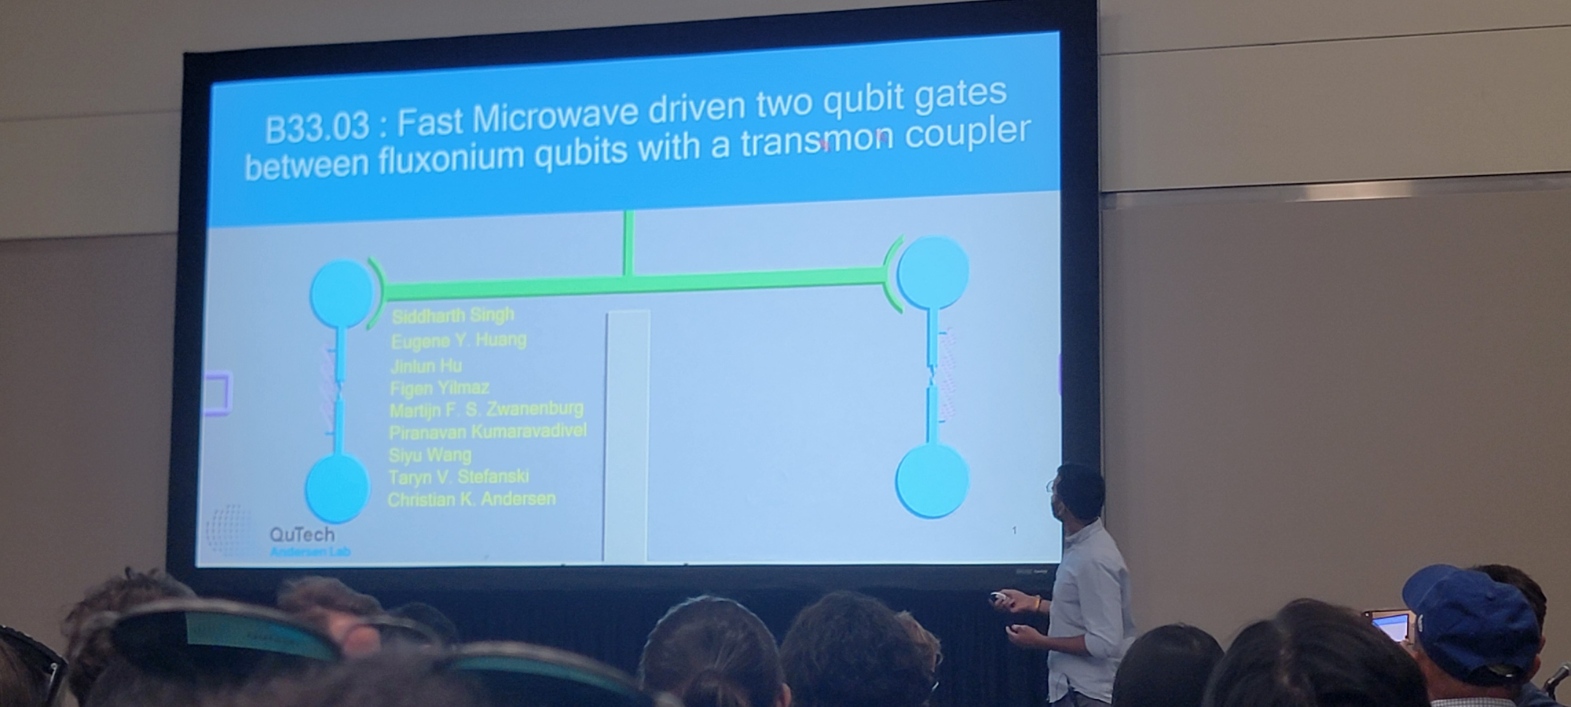 B33.03 : Fast Microwave driven two qubit gates
between fluxonium qubits with a transmon coupler
Siddharth Singh
Eugene Y. Huang
Jinlun Hu
Figen Yilmaz
Martijn F. S. Zwanenburg
Piranavan Kumaravadivel
Siyu Wang
Taryn V. Stefanski
Christian K. Andersen
QuTech
Andersen Lab
1